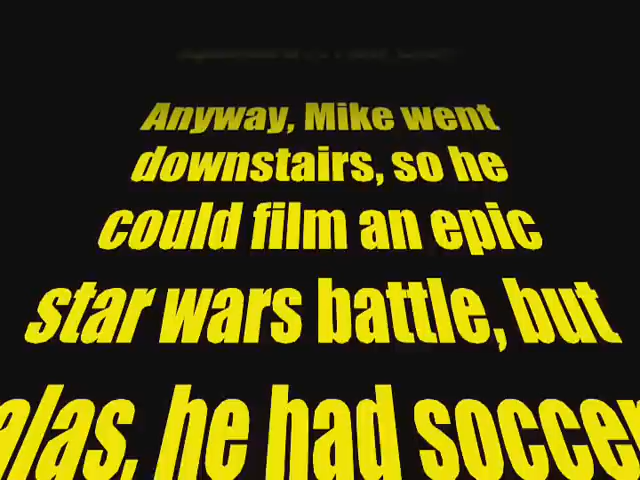 Anyway, Mike went
downstairs, so he
could film an epic
star wars battle, but
alas, he had soccer